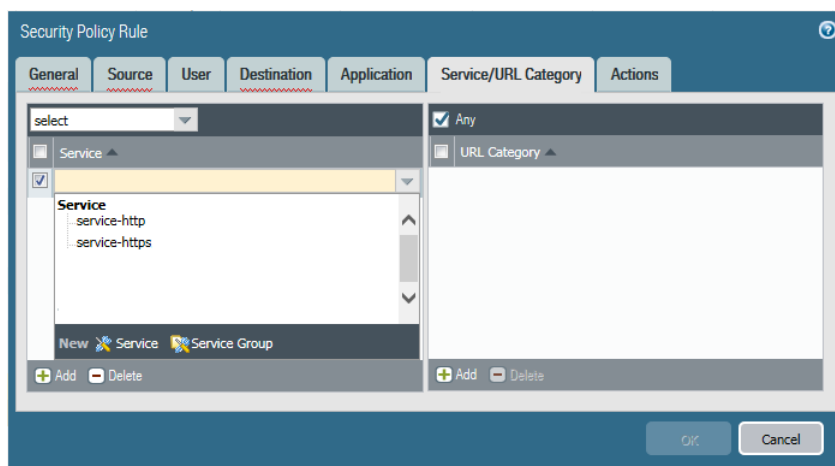 Security Policy Rule
General Source User Destination Application Service/URL Category Actions
select
Any
Service
URL Category
Service
service-http
service-https
New Service Service Group
Add Delete
Add Delete
OK Cancel